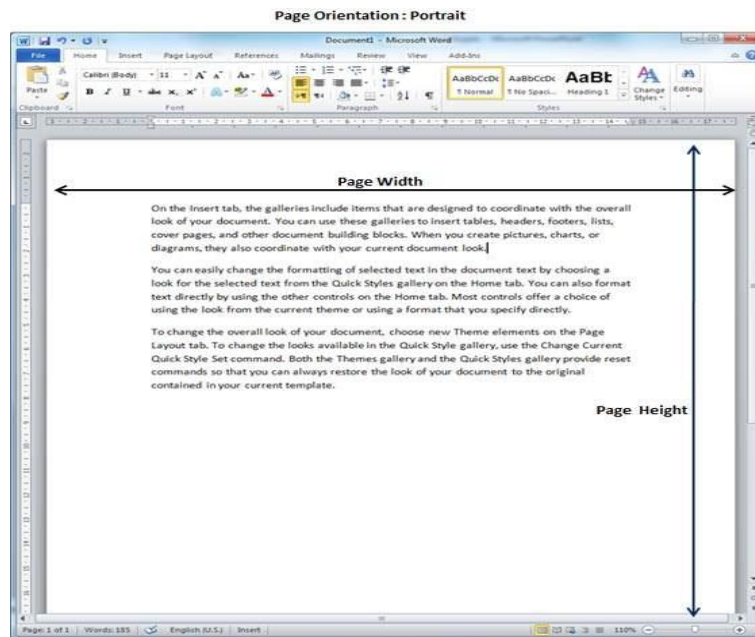 Page Orientation : Portrait
Document1 - Microsoft Word
File Home Insert Page Layout References Mailings Review View Add-Ins
Paste
Calibri (Body) 11
AaBbCcDc AaBbCcDc AaBb
¶ Normal ¶ No Spaci... Heading 1
Change Styles
Editing
Clipboard Font Paragraph Styles
Page Width
On the Insert tab, the galleries include items that are designed to coordinate with the overall
look of your document. You can use these galleries to insert tables, headers, footers, lists,
cover pages, and other document building blocks. When you create pictures, charts, or
diagrams, they also coordinate with your current document look.
You can easily change the formatting of selected text in the document text by choosing a
look for the selected text from the Quick Styles gallery on the Home tab. You can also format
text directly by using the other controls on the Home tab. Most controls offer a choice of
using the look from the current theme or using a format that you specify directly.
To change the overall look of your document, choose new Theme elements on the Page
Layout tab. To change the looks available in the Quick Style gallery, use the Change Current
Quick Style Set command. Both the Themes gallery and the Quick Styles gallery provide reset
commands so that you can always restore the look of your document to the original
contained in your current template.
Page Height
Page: 1 of 1 Words: 185 English (U.S.) Insert 110%